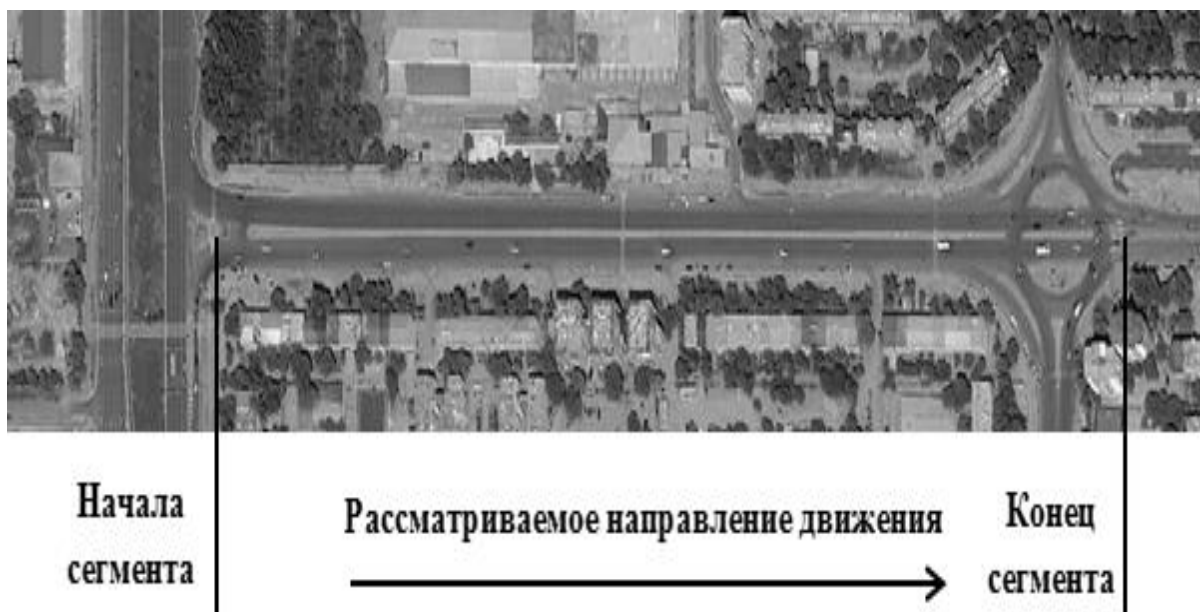 Начала
сегмента
Рассматриваемое направление движения
Конец
сегмента